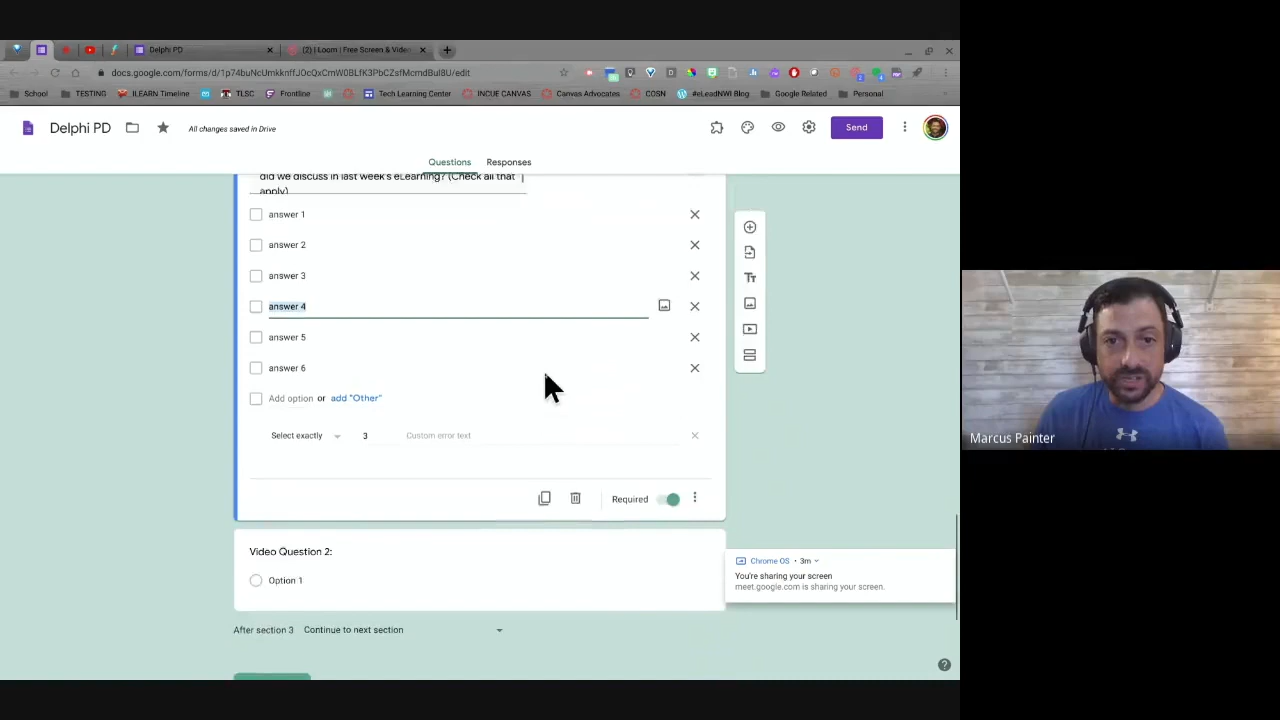 Delphi PD
(2) | Loom | Free Screen & Vide
docs.google.com/forms/d/1p74buNcUmkknffJOcQxCmW0BLfK3PbCZsfMcmdBul8U/edit
School
TESTING
ILEARN Timeline
TLSC
Frontline
Tech Learning Center
INCUE CANVAS
Canvas Advocates
COSN
#eLeadNWI Blog
Google Related
Personal
Delphi PD
All changes saved in Drive
Send
Questions
Responses
did we discuss in last week's eLearning? (Check all that
apply)
answer 1
answer 2
answer 3
answer 4
answer 5
answer 6
Add option or add "Other"
Select exactly
3
Custom error text
Required
Video Question 2:
Option 1
After section 3 Continue to next section
Chrome OS • 3m
You're sharing your screen
meet.google.com is sharing your screen.
Marcus Painter